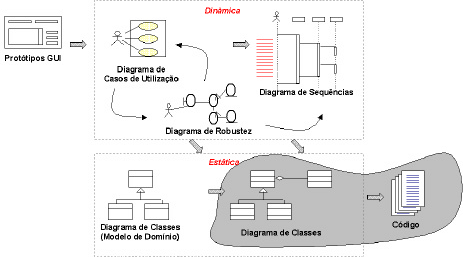 Dinâmica
Protótipos GUI
Diagrama de
Casos de Utilização
Diagrama de Sequências
Diagrama de Robustez
Estática
Diagrama de Classes
(Modelo de Domínio)
Diagrama de Classes
Código